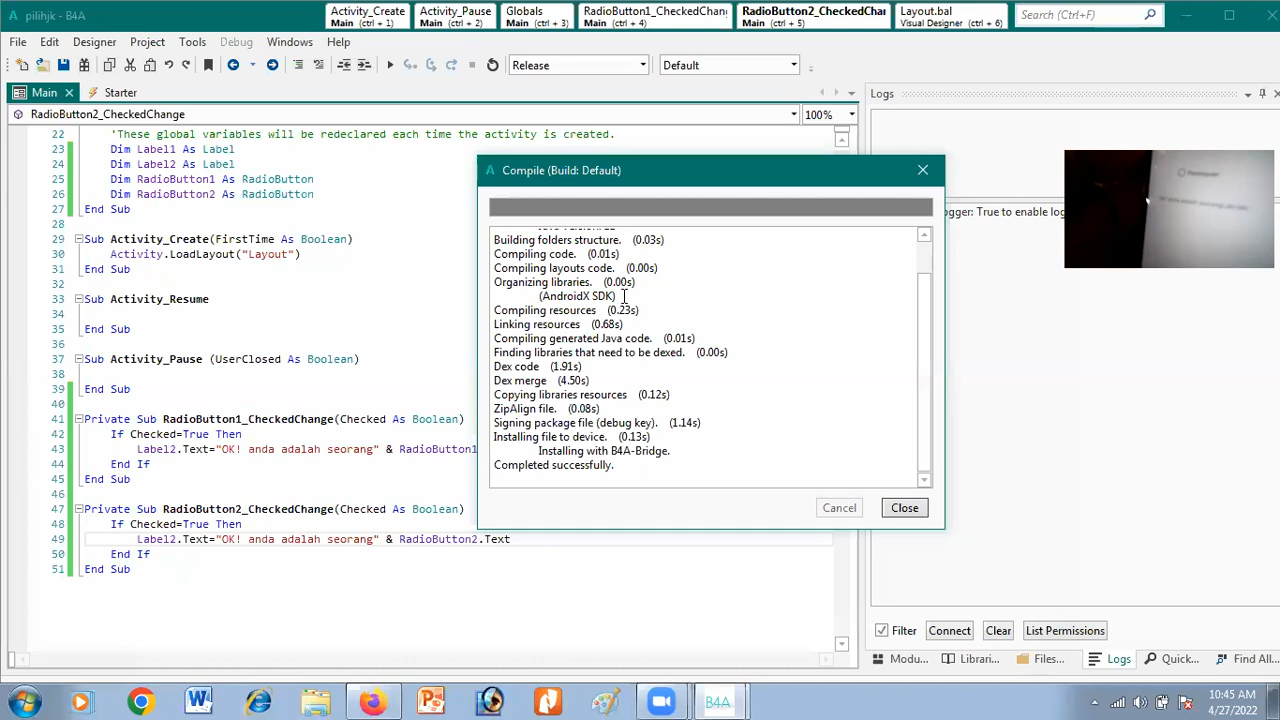 pilihjk - B4A
Activity_Create
Main (ctrl + 1)
Activity_Pause
Main (ctrl + 2)
Globals
Main (ctrl + 3)
RadioButton1_CheckedChan
Main (ctrl + 4)
RadioButton2_CheckedChar
Main (ctrl + 5)
Layout.bal
Visual Designer (ctrl + 6)
Search (Ctrl+F)
File Edit Designer Project Tools Debug Windows Help
Release
Default
Main
Starter
Logs
RadioButton2_CheckedChange
100%
22 'These global variables will be redeclared each time the activity is created.
23 Dim Label1 As Label
24 Dim Label2 As Label
25 Dim RadioButton1 As RadioButton
26 Dim RadioButton2 As RadioButton
27 End Sub
28
29 Sub Activity_Create(FirstTime As Boolean)
30 Activity.LoadLayout("Layout")
31 End Sub
32
33 Sub Activity_Resume
34
35 End Sub
36
37 Sub Activity_Pause (UserClosed As Boolean)
38
39 End Sub
40
41 Private Sub RadioButton1_CheckedChange(Checked As Boolean)
42 If Checked=True Then
43 Label2.Text="OK! anda adalah seorang" & RadioButton1
44 End If
45 End Sub
46
47 Private Sub RadioButton2_CheckedChange(Checked As Boolean)
48 If Checked=True Then
49 Label2.Text="OK! anda adalah seorang" & RadioButton2.Text
50 End If
51 End Sub
Compile (Build: Default)
Building folders structure. (0.03s)
Compiling code. (0.01s)
Compiling layouts code. (0.00s)
Organizing libraries. (0.00s)
(AndroidX SDK)
Compiling resources (0.23s)
Linking resources (0.68s)
Compiling generated Java code. (0.01s)
Finding libraries that need to be dexed. (0.00s)
Dex code (1.91s)
Dex merge (4.50s)
Copying libraries resources (0.12s)
ZipAlign file. (0.08s)
Signing package file (debug key). (1.14s)
Installing file to device. (0.13s)
Installing with B4A-Bridge.
Completed successfully.
Cancel
Close
ogger: True to enable log
Filter
Connect
Clear
List Permissions
Modu...
Librari...
Files...
Logs
Quick...
Find All...
B4A
10:45 AM
4/27/2022